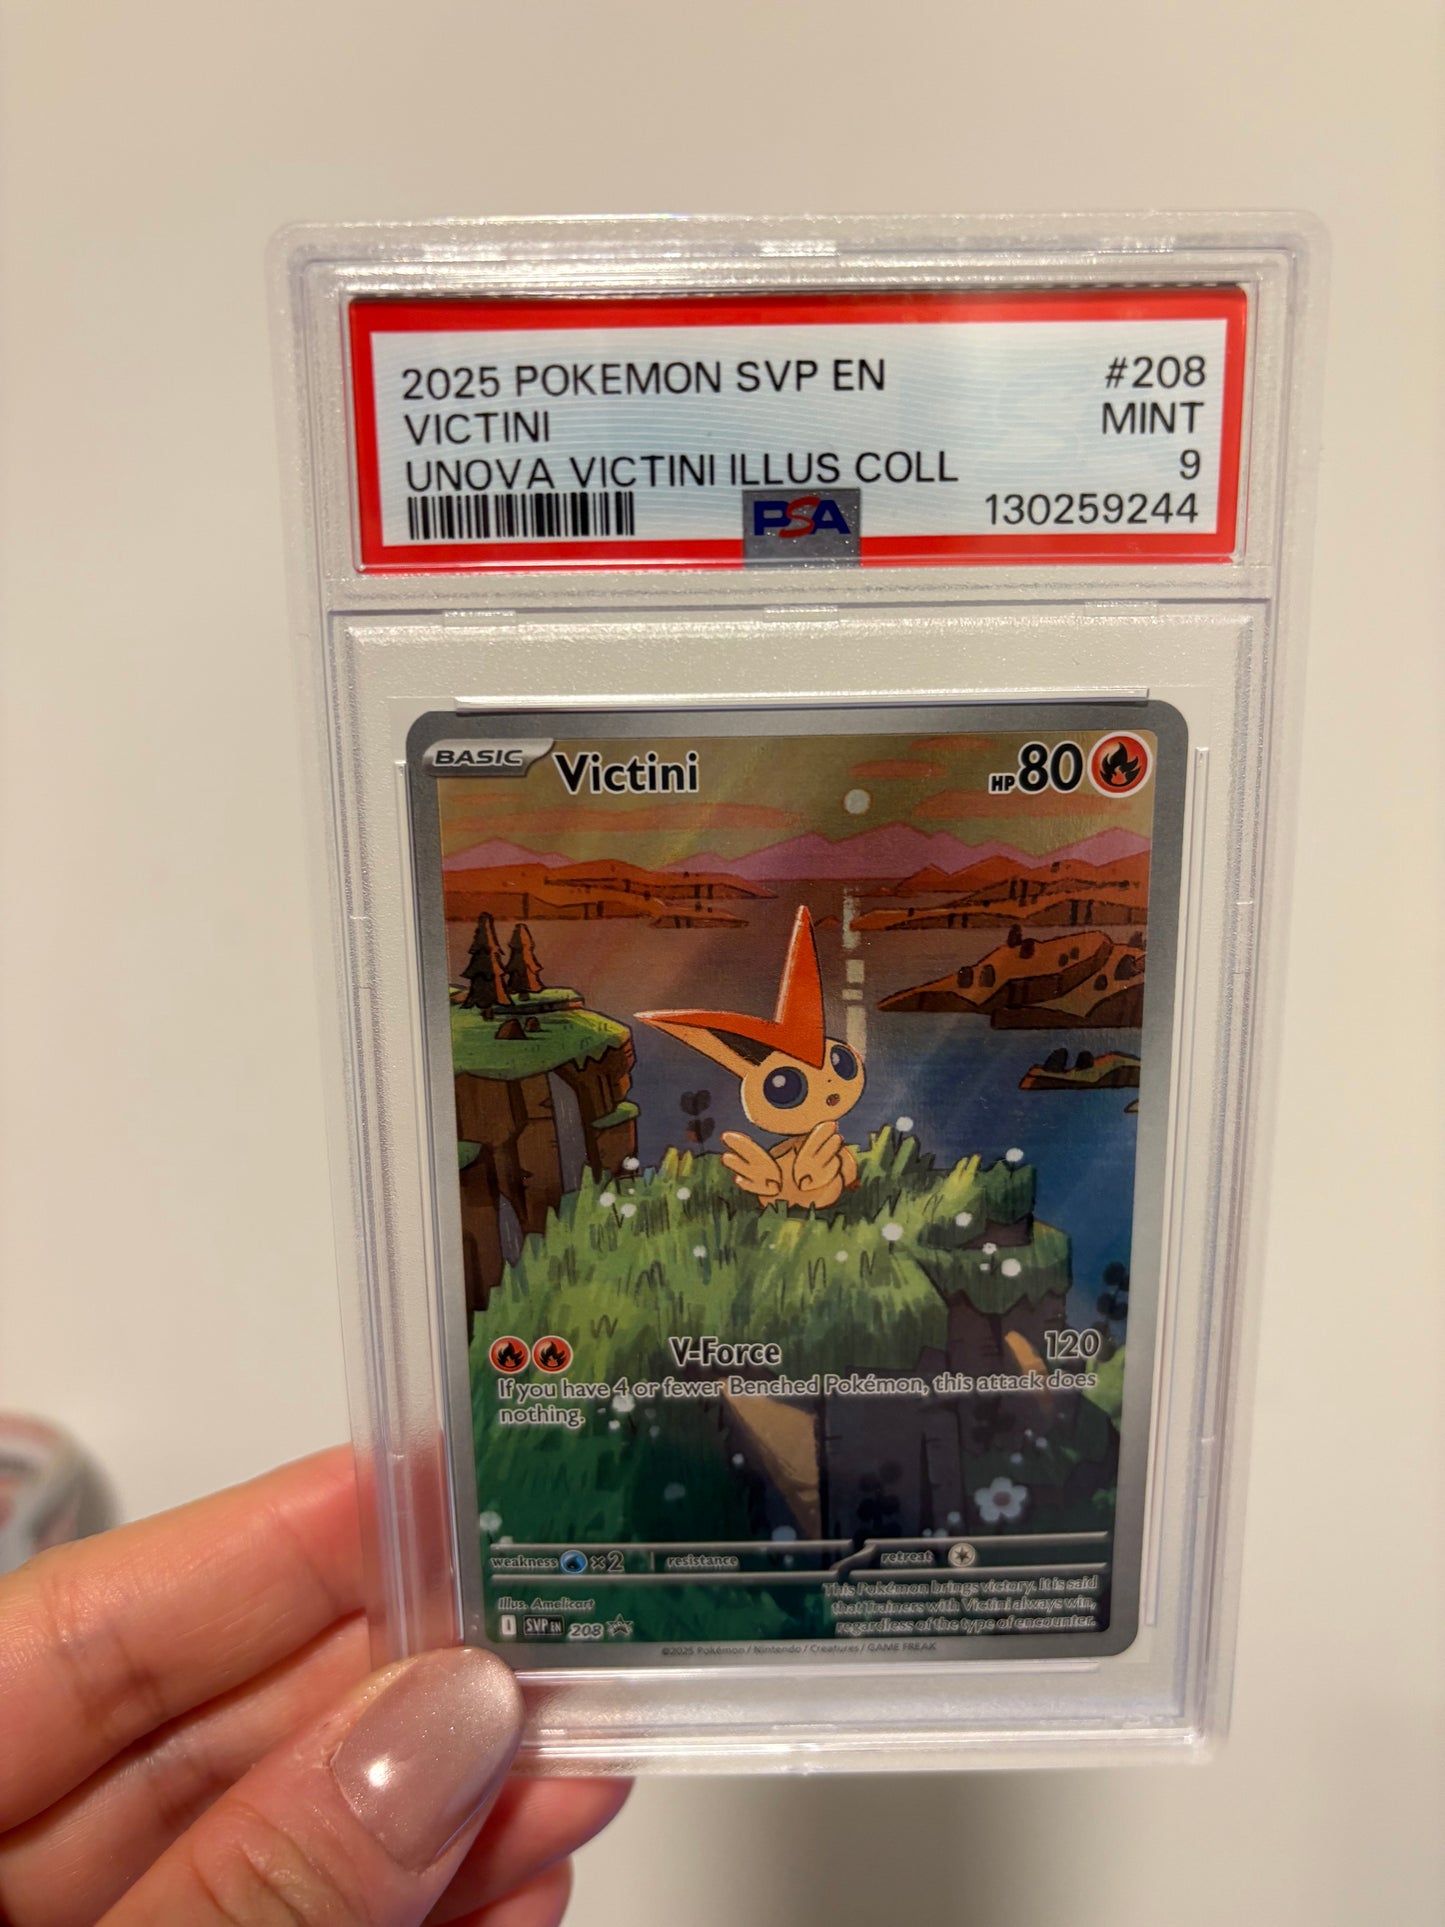 2025 POKEMON SVP EN #208
VICTINI MINT
UNOVA VICTINI ILLUS COLL 9
PSA 130259244
BASIC Victini HP 80
V-Force 120
If you have 4 or fewer Benched Pokémon, this attack does
nothing.
weakness ×2 resistance retreat
This Pokémon brings victory. It is said
that Trainers with Victini always win,
regardless of the type of encounter.
Illus. Amelicart
I SVP EN 208
©2025 Pokémon / Nintendo / Creatures / GAME FREAK